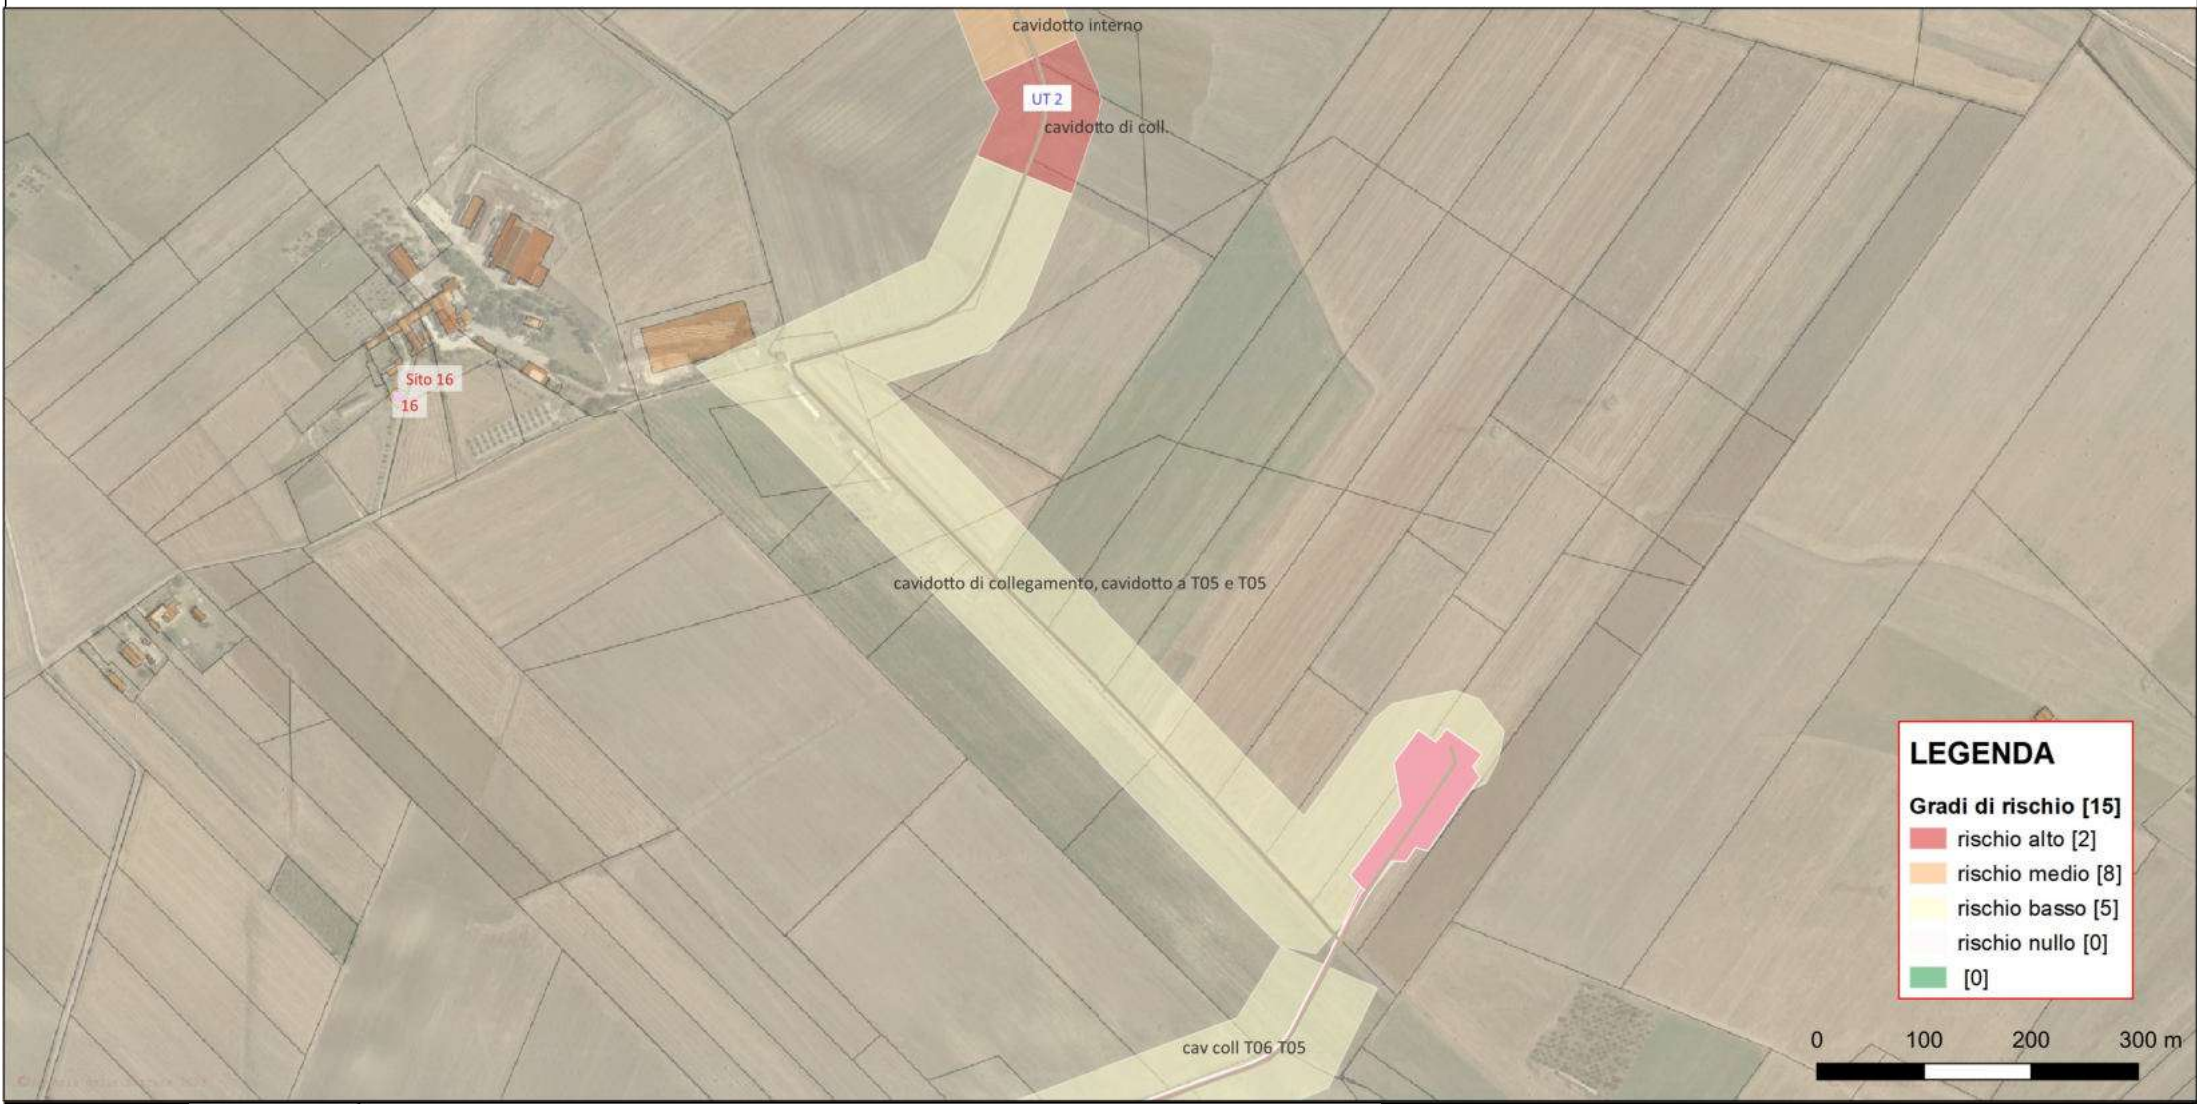 cavidotto interno
UT 2
cavidotto di coll.
Sito 16
16
cavidotto di collegamento, cavidotto a T05 e T05
cav coll T06 T05
LEGENDA
Gradi di rischio [15]
rischio alto [2]
rischio medio [8]
rischio basso [5]
rischio nullo [0]
[0]
0 100 200 300 m